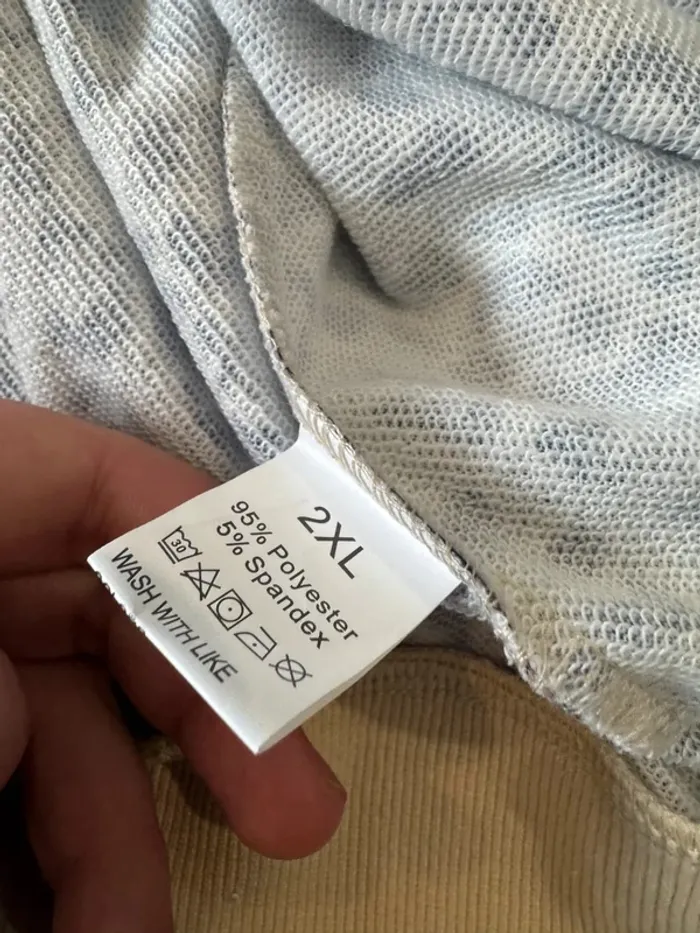 2XL
95% Polyester
5% Spandex
30
WASH WITH LIKE